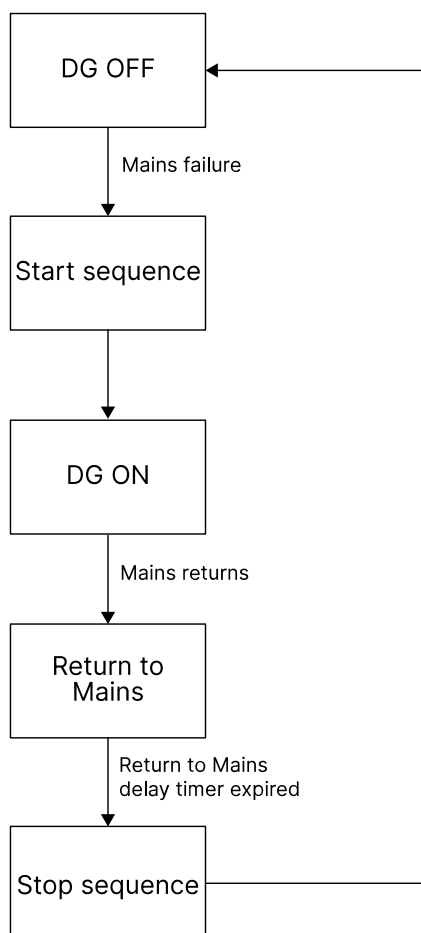 DG OFF
Mains failure
Start sequence
DG ON
Mains returns
Return to
Mains
Return to Mains
delay timer expired
Stop sequence